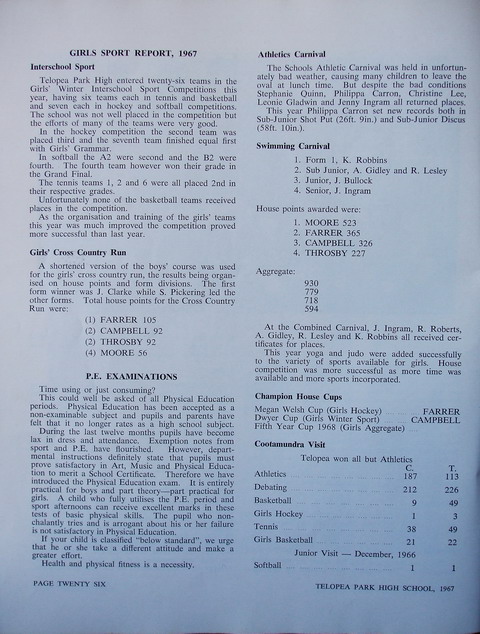 GIRLS SPORT REPORT, 1967
Interschool Sport
Telopea Park High entered twenty-six teams in the
Girls' Winter Interschool Sport Competitions this
year, having six teams each in tennis and basketball
and seven each in hockey and softball competitions.
The school was not well placed in the competition but
the efforts of many of the teams were very good.
In the hockey competition the second team was
placed third and the seventh team finished equal first
with Girls' Grammar.
In softball the A2 were second and the B2 were
fourth. The fourth team however won their grade in
the Grand Final.
The tennis teams 1, 2 and 6 were all placed 2nd in
their respective grades.
Unfortunately none of the basketball teams received
places in the competition.
As the organisation and training of the girls' teams
this year was much improved the competition proved
more successful than last year.
Girls' Cross Country Run
A shortened version of the boys' course was used
for the girls' cross country run, the results being organ-
ised on house points and form divisions. The first
form winner was J. Clarke while S. Pickering led the
other forms. Total house points for the Cross Country
Run were:
(1) FARRER 105
(2) CAMPBELL 92
(2) THROSBY 92
(4) MOORE 56
P.E. EXAMINATIONS
Time using or just consuming?
This could well be asked of all Physical Education
periods. Physical Education has been accepted as a
non-examinable subject and pupils and parents have
felt that it no longer rates as a high school subject.
During the last twelve months pupils have become
lax in dress and attendance. Exemption notes from
sport and P.E. have flourished. However, depart-
mental instructions definitely state that pupils must
prove satisfactory in Art, Music and Physical Educa-
tion to merit a School Certificate. Therefore we have
introduced the Physical Education exam. It is entirely
practical for boys and part theory—part practical for
girls. A child who fully utilises the P.E. period and
sport afternoons can receive excellent marks in these
tests of basic physical skills. The pupil who non-
chalantly tries and is arrogant about his or her failure
is not satisfactory in Physical Education.
If your child is classified "below standard", we urge
that he or she take a different attitude and make a
greater effort.
Health and physical fitness is a necessity.
PAGE TWENTY SIX
Athletics Carnival
The Schools Athletic Carnival was held in unfortun-
ately bad weather, causing many children to leave the
oval at lunch time. But despite the bad conditions
Stephanie Quinn, Philippa Carron, Christine Lee,
Leonie Gladwin and Jenny Ingram all returned places.
This year Philippa Carron set new records both in
Sub-Junior Shot Put (26ft. 9in.) and Sub-Junior Discus
(58ft. 10in.).
Swimming Carnival
1. Form 1, K. Robbins
2. Sub Junior, A. Gidley and R. Lesley
3. Junior, J. Bullock
4. Senior, J. Ingram
House points awarded were:
1. MOORE 523
2. FARRER 365
3. CAMPBELL 326
4. THROSBY 227
Aggregate:
930
779
718
594
At the Combined Carnival, J. Ingram, R. Roberts,
A. Gidley, R. Lesley and K. Robbins all received cer-
tificates for places.
This year yoga and judo were added successfully
to the variety of sports available for girls. House
competition was more successful as more time was
available and more sports incorporated.
Champion House Cups
Megan Welsh Cup (Girls Hockey) FARRER
Dwyer Cup (Girls Winter Sport) CAMPBELL
Fifth Year Cup 1968 (Girls Aggregate)
Cootamundra Visit
Telopea won all but Athletics
C. T.
Athletics 187 113
Debating 212 226
Basketball 9 49
Girls Hockey 1 3
Tennis 38 49
Girls Basketball 21 22
Junior Visit — December, 1966
Softball 1 1
TELOPEA PARK HIGH SCHOOL, 1967